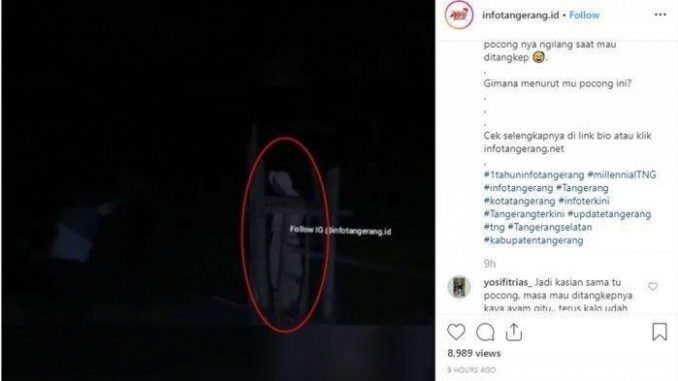 infotangerang.id • Follow
pocong nya ngilang saat mau
ditangkep 😅.
.
Gimana menurut mu pocong ini?
.
.
.
Cek selengkapnya di link bio atau klik
infotangerang.net
.
#1tahuninfotangerang #millennialTNG
#infotangerang #Tangerang
#kotatangerang #infoterkini
#Tangerangterkini #updatetangerang
#tng #Tangerangselatan
#kabupatentangerang
9h
yosifitrias_ Jadi kasian sama tu
pocong, masa mau ditangkepnya
kaya ayam gitu.. terus kalo udah
8,989 views
9 HOURS AGO
Follow IG @infotangerang.id